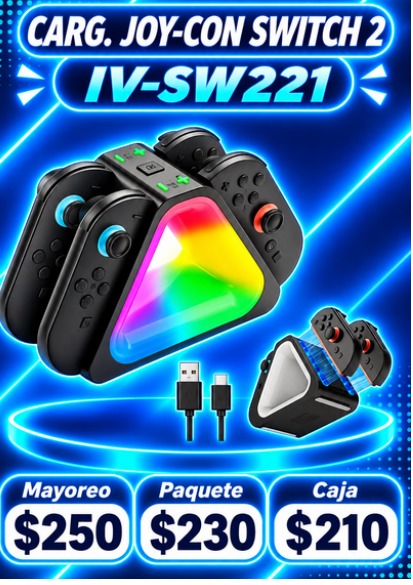 CARG. JOY-CON SWITCH 2
IV-SW221
Mayoreo
$250
Paquete
$230
Caja
$210